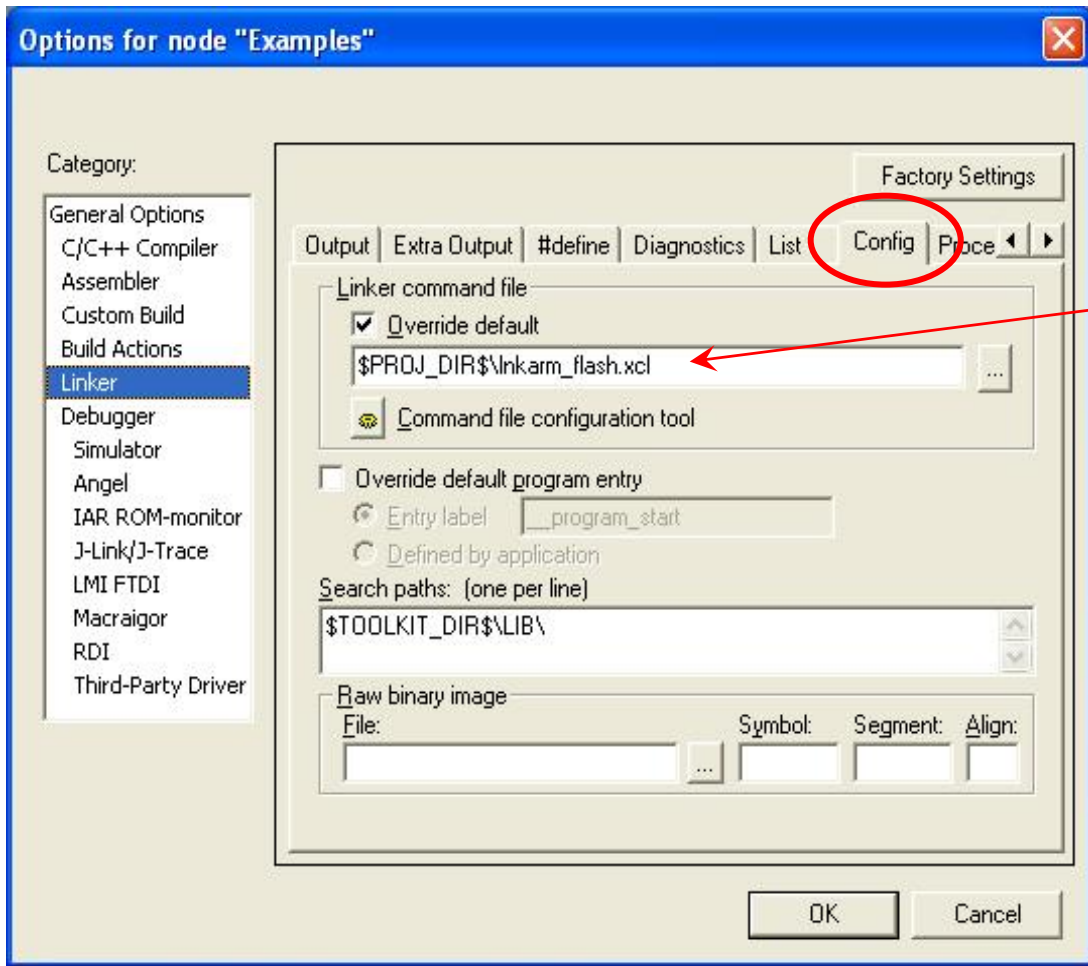 Options for node "Examples"
Category:
General Options
C/C++ Compiler
Assembler
Custom Build
Build Actions
Linker
Debugger
Simulator
Angel
IAR ROM-monitor
J-Link/J-Trace
LMI FTDI
Macraigor
RDI
Third-Party Driver
Factory Settings
Output Extra Output #define Diagnostics List Config Proce
Linker command file
Override default
$PROJ_DIR$\lnkarm_flash.xcl ...
Command file configuration tool
Override default program entry
Entry label __program_start
Defined by application
Search paths: (one per line)
$TOOLKIT_DIR$\LIB\
Raw binary image
File: Symbol: Segment: Align:
...
OK Cancel